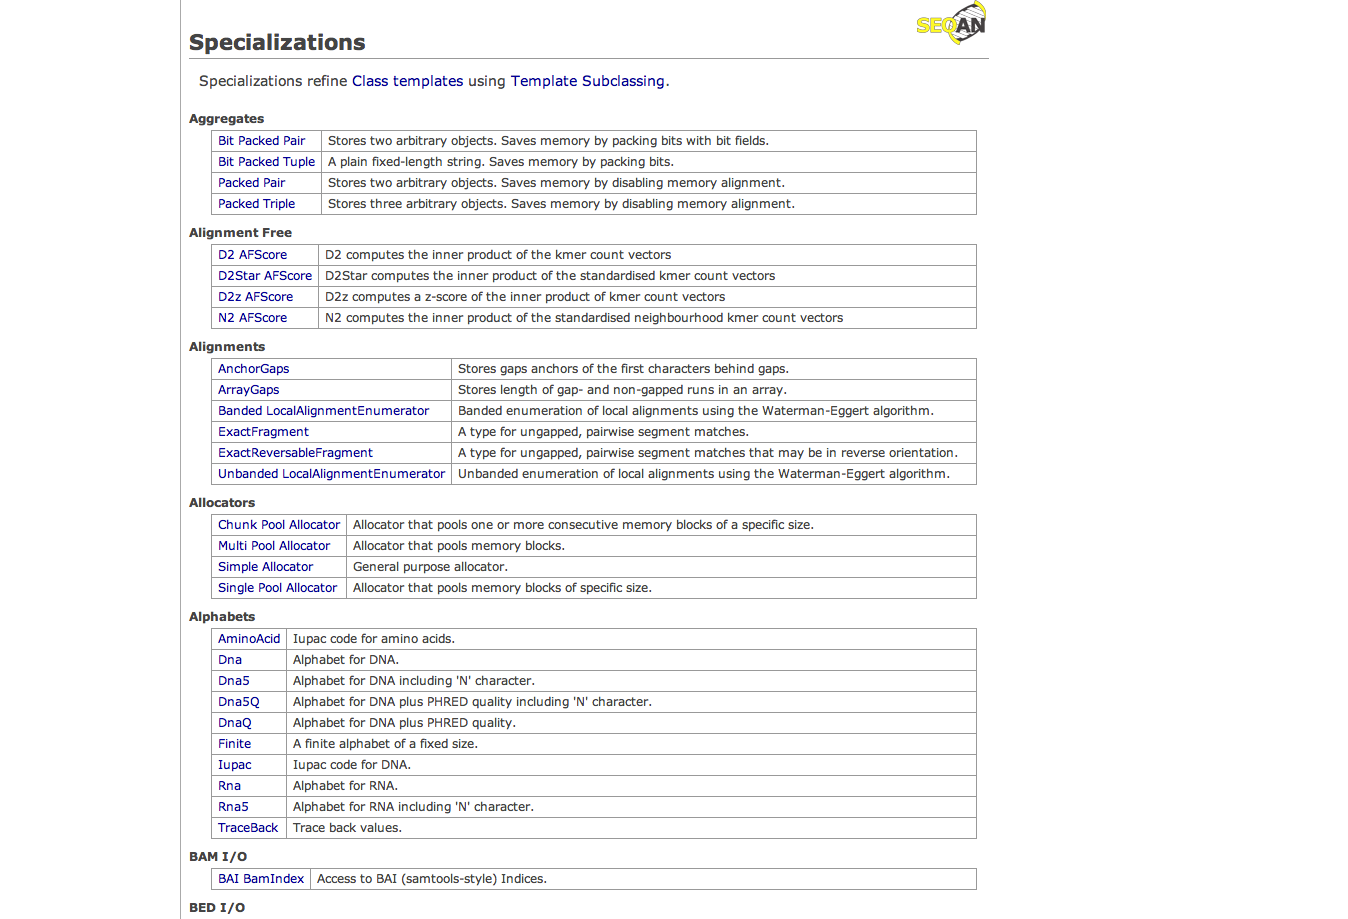 SEQAN
Specializations
Specializations refine Class templates using Template Subclassing.
Aggregates
Bit Packed Pair Stores two arbitrary objects. Saves memory by packing bits with bit fields.
Bit Packed Tuple A plain fixed-length string. Saves memory by packing bits.
Packed Pair Stores two arbitrary objects. Saves memory by disabling memory alignment.
Packed Triple Stores three arbitrary objects. Saves memory by disabling memory alignment.
Alignment Free
D2 AFScore D2 computes the inner product of the kmer count vectors
D2Star AFScore D2Star computes the inner product of the standardised kmer count vectors
D2z AFScore D2z computes a z-score of the inner product of kmer count vectors
N2 AFScore N2 computes the inner product of the standardised neighbourhood kmer count vectors
Alignments
AnchorGaps Stores gaps anchors of the first characters behind gaps.
ArrayGaps Stores length of gap- and non-gapped runs in an array.
Banded LocalAlignmentEnumerator Banded enumeration of local alignments using the Waterman-Eggert algorithm.
ExactFragment A type for ungapped, pairwise segment matches.
ExactReversableFragment A type for ungapped, pairwise segment matches that may be in reverse orientation.
Unbanded LocalAlignmentEnumerator Unbanded enumeration of local alignments using the Waterman-Eggert algorithm.
Allocators
Chunk Pool Allocator Allocator that pools one or more consecutive memory blocks of a specific size.
Multi Pool Allocator Allocator that pools memory blocks.
Simple Allocator General purpose allocator.
Single Pool Allocator Allocator that pools memory blocks of specific size.
Alphabets
AminoAcid Iupac code for amino acids.
Dna Alphabet for DNA.
Dna5 Alphabet for DNA including 'N' character.
Dna5Q Alphabet for DNA plus PHRED quality including 'N' character.
DnaQ Alphabet for DNA plus PHRED quality.
Finite A finite alphabet of a fixed size.
Iupac Iupac code for DNA.
Rna Alphabet for RNA.
Rna5 Alphabet for RNA including 'N' character.
TraceBack Trace back values.
BAM I/O
BAI BamIndex Access to BAI (samtools-style) Indices.
BED I/O